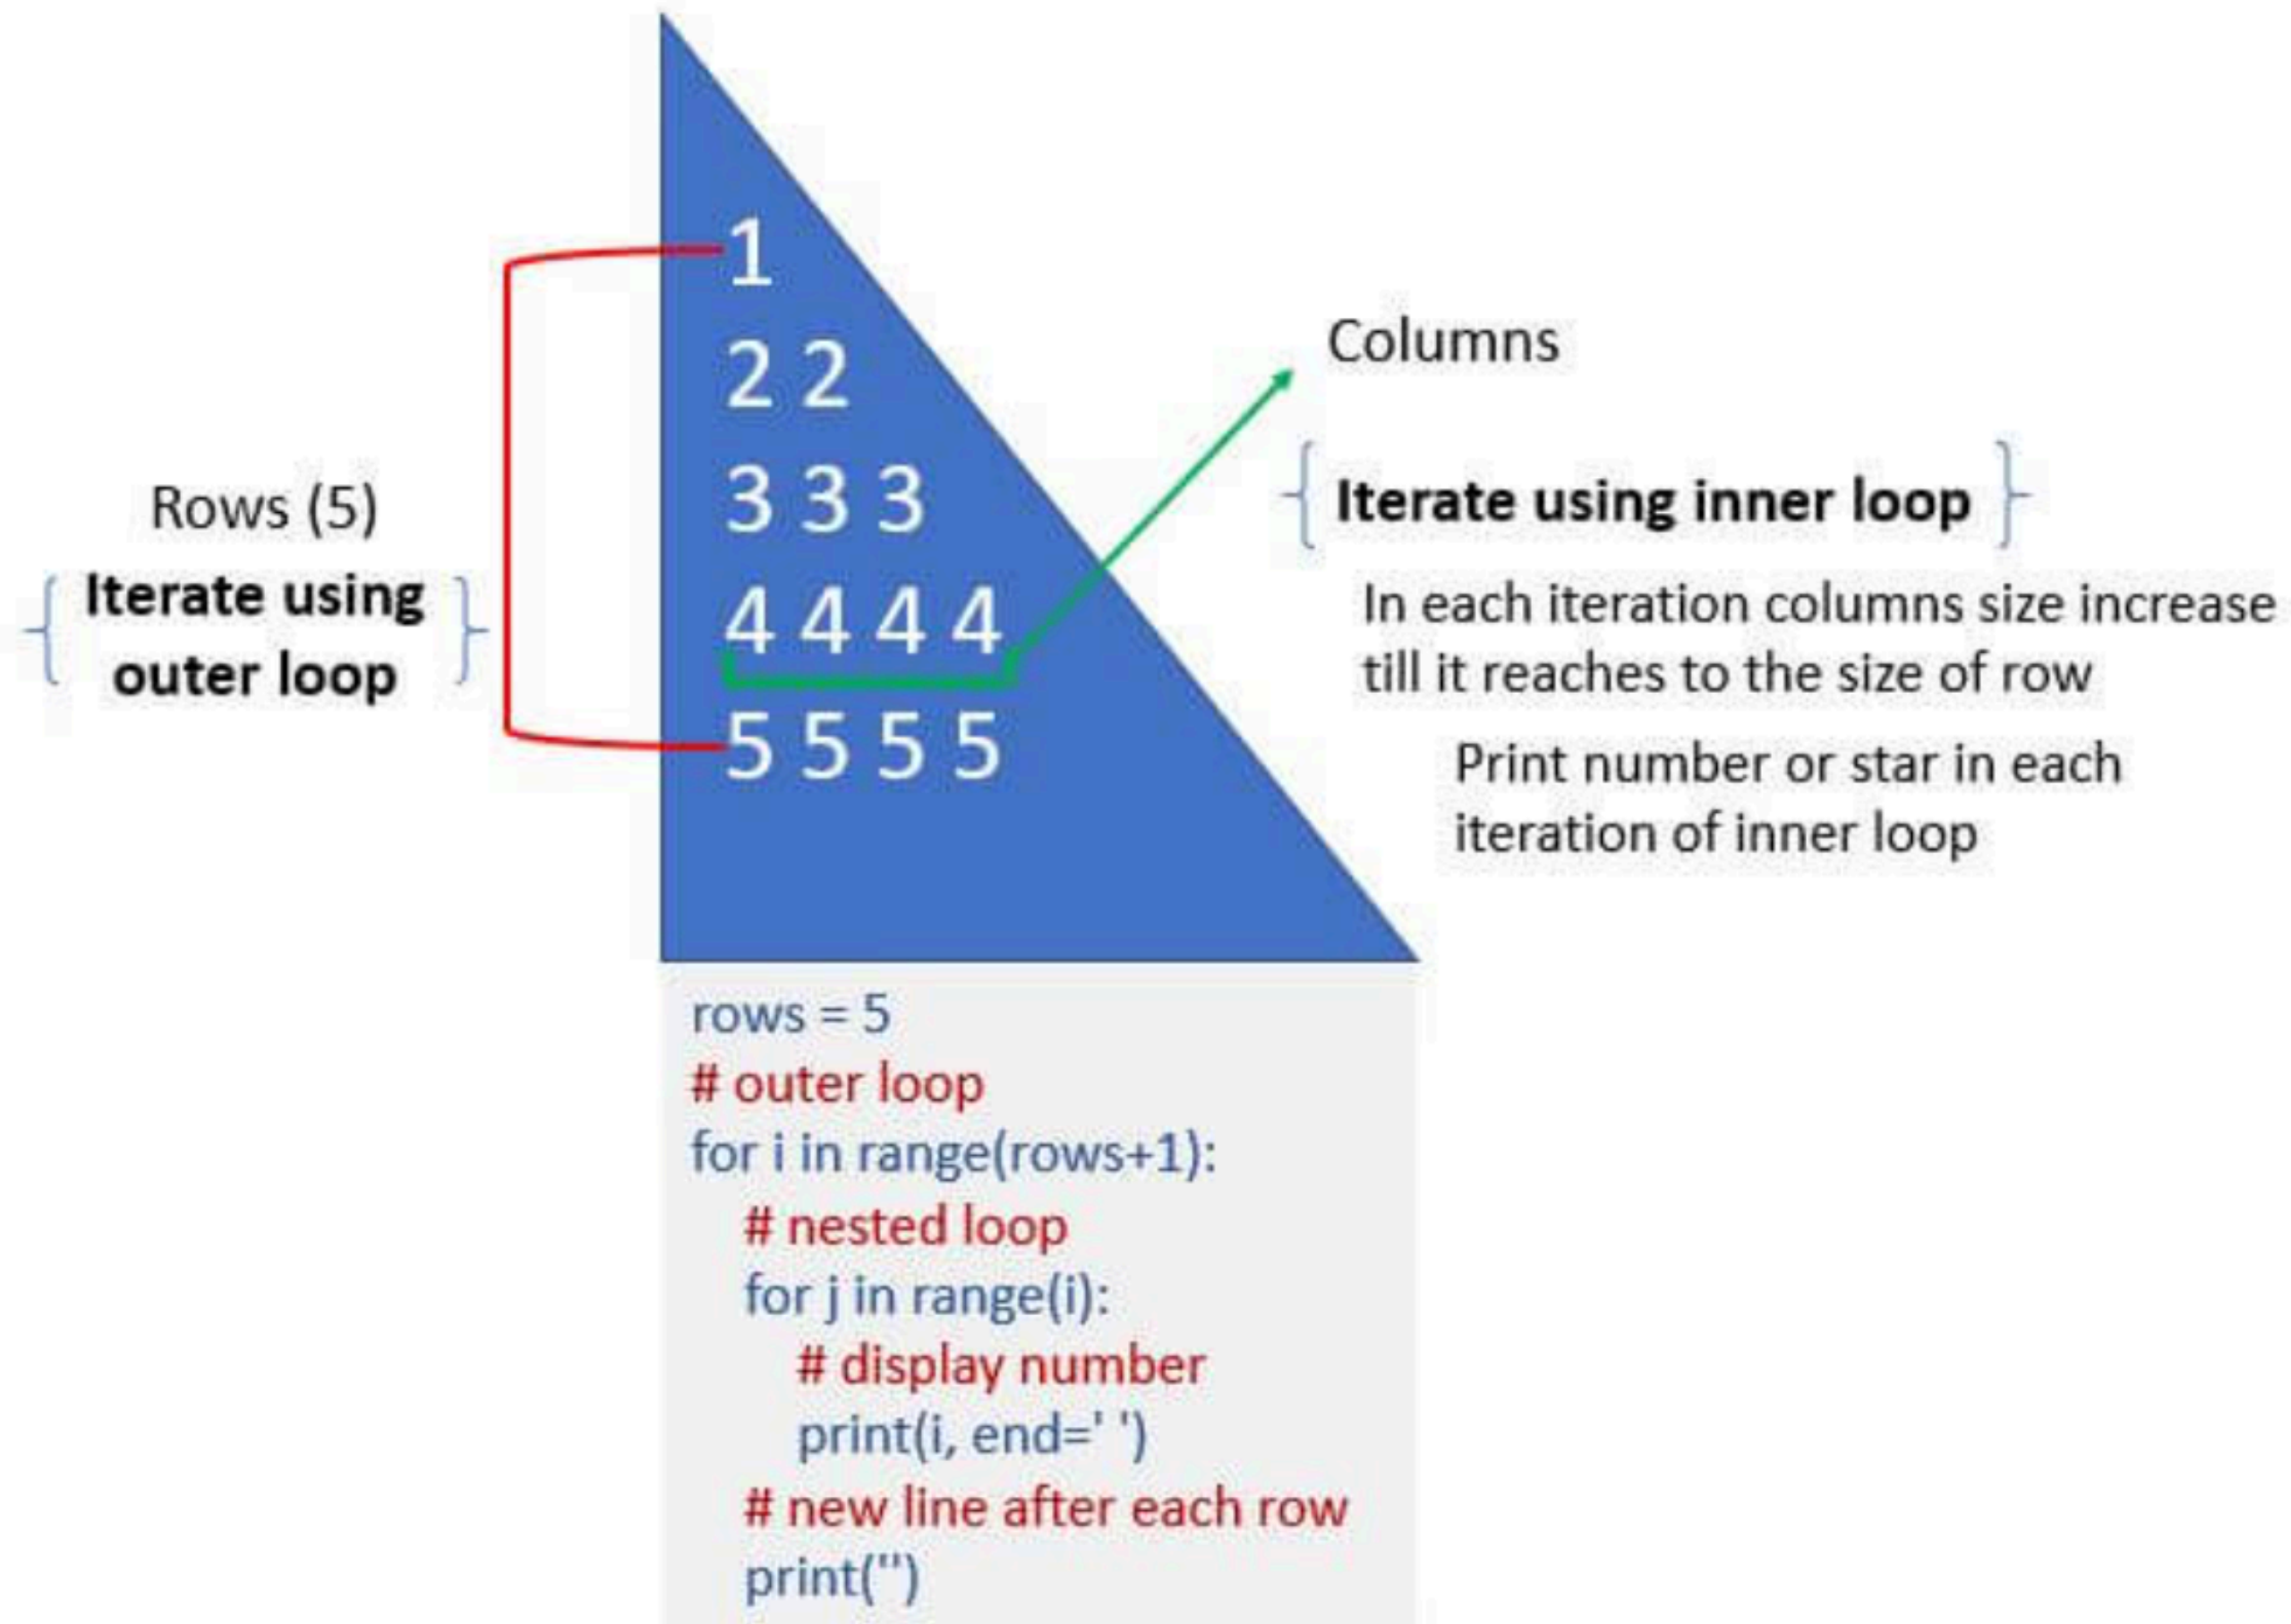 1
2 2
3 3 3
4 4 4 4
5 5 5 5
Rows (5)
Iterate using
outer loop
Columns
Iterate using inner loop
In each iteration columns size increase
till it reaches to the size of row
Print number or star in each
iteration of inner loop
rows = 5
# outer loop
for i in range(rows+1):
# nested loop
for j in range(i):
# display number
print(i, end=' ')
# new line after each row
print('')